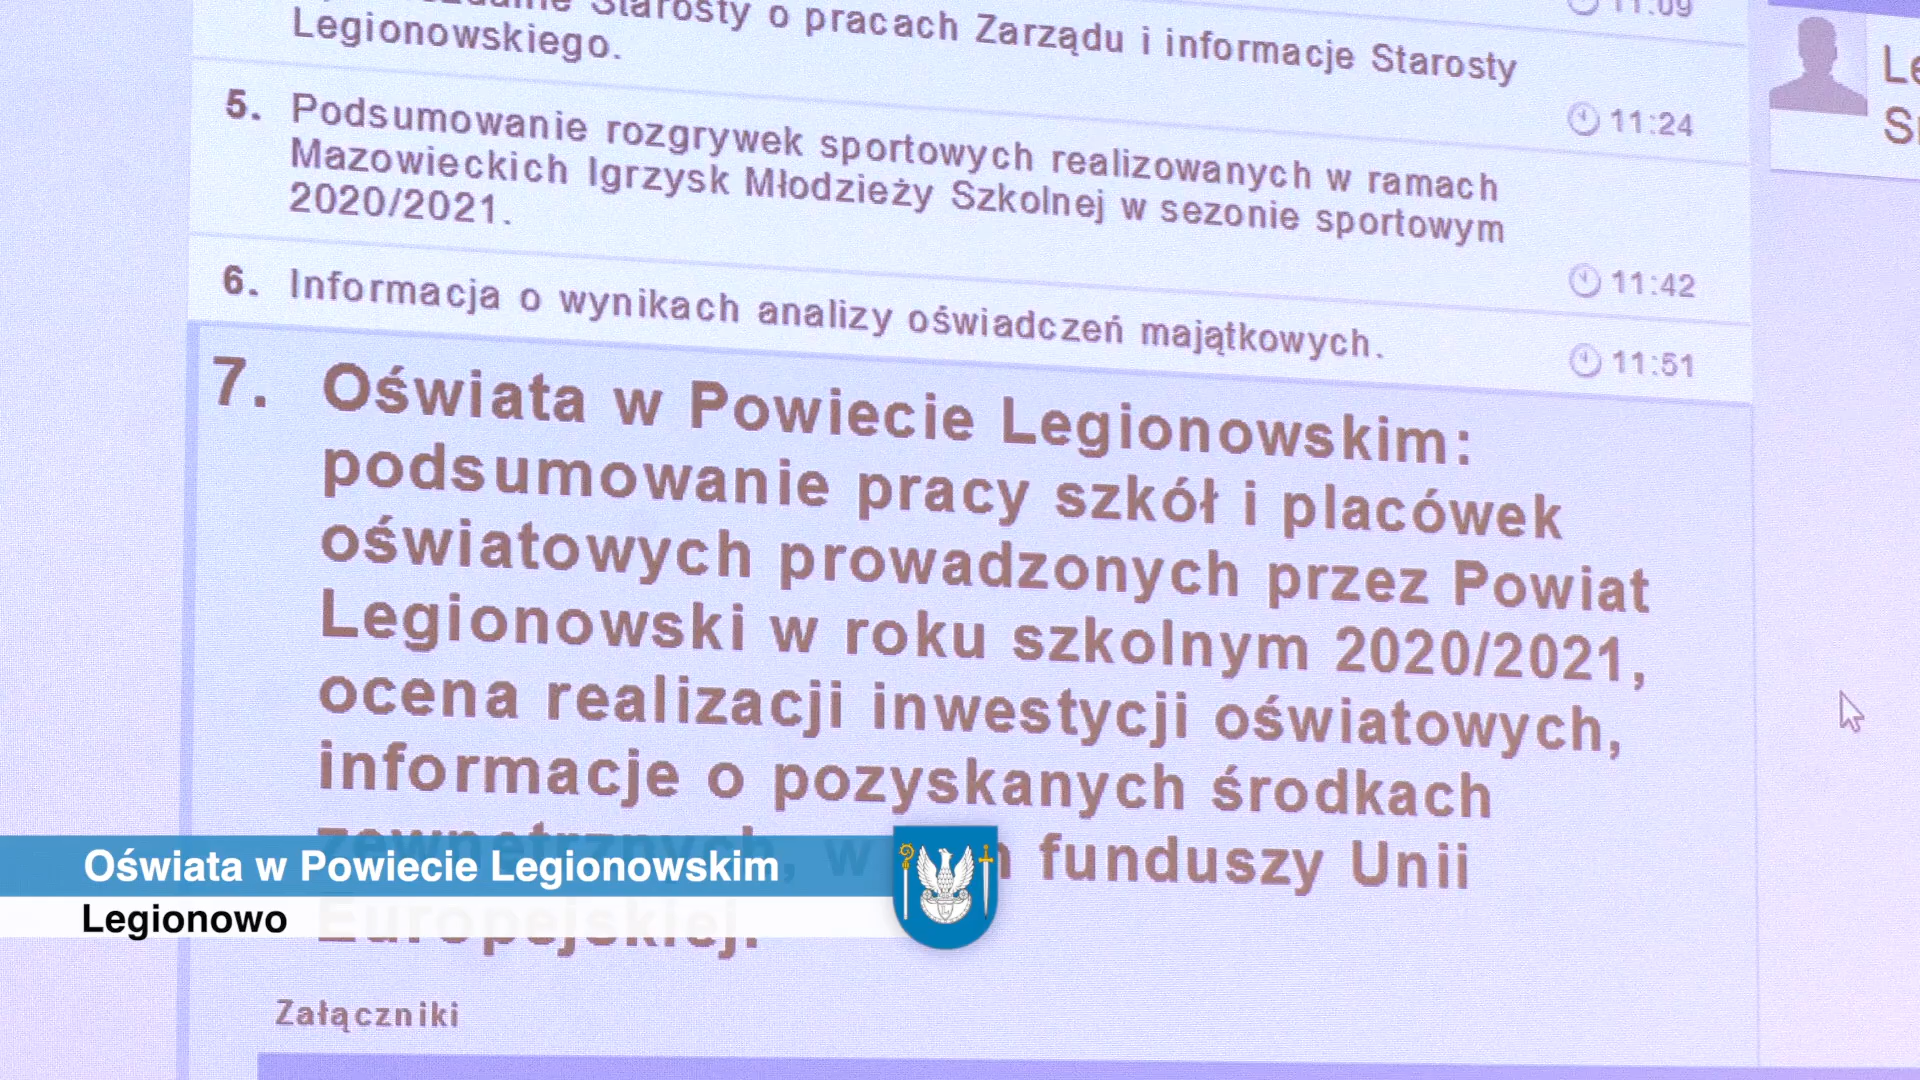 Starosty o pracach Zarządu i informacje Starosty
Legionowskiego.
11:09
11:24
5. Podsumowanie rozgrywek sportowych realizowanych w ramach
Mazowieckich Igrzysk Młodzieży Szkolnej w sezonie sportowym
2020/2021.
11:42
6. Informacja o wynikach analizy oświadczeń majątkowych.
11:51
7. Oświata w Powiecie Legionowskim:
podsumowanie pracy szkół i placówek
oświatowych prowadzonych przez Powiat
Legionowski w roku szkolnym 2020/2021,
ocena realizacji inwestycji oświatowych,
informacje o pozyskanych środkach
zewnętrznych, w funduszy Unii
Europejskiej.
Załączniki
Oświata w Powiecie Legionowskim
Legionowo